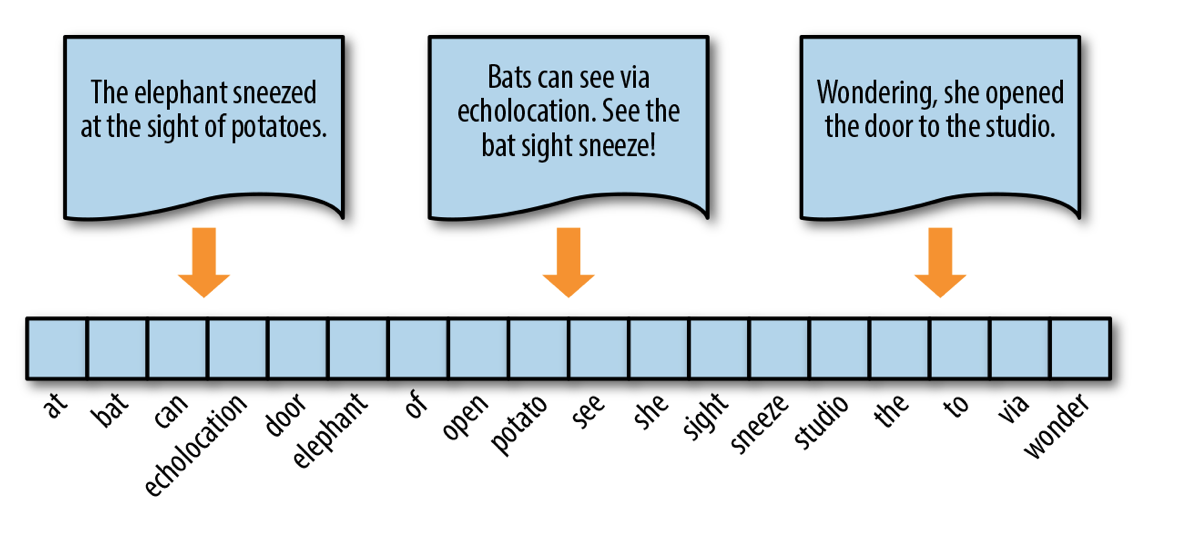 The elephant sneezed
at the sight of potatoes.
Bats can see via
echolocation. See the
bat sight sneeze!
Wondering, she opened
the door to the studio.
at
bat
can
echolocation
door
elephant
of
open
potato
see
she
sight
sneeze
studio
the
to
via
wonder